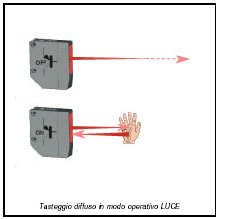 OFF
ON
Tasteggio diffuso in modo operativo LUCE